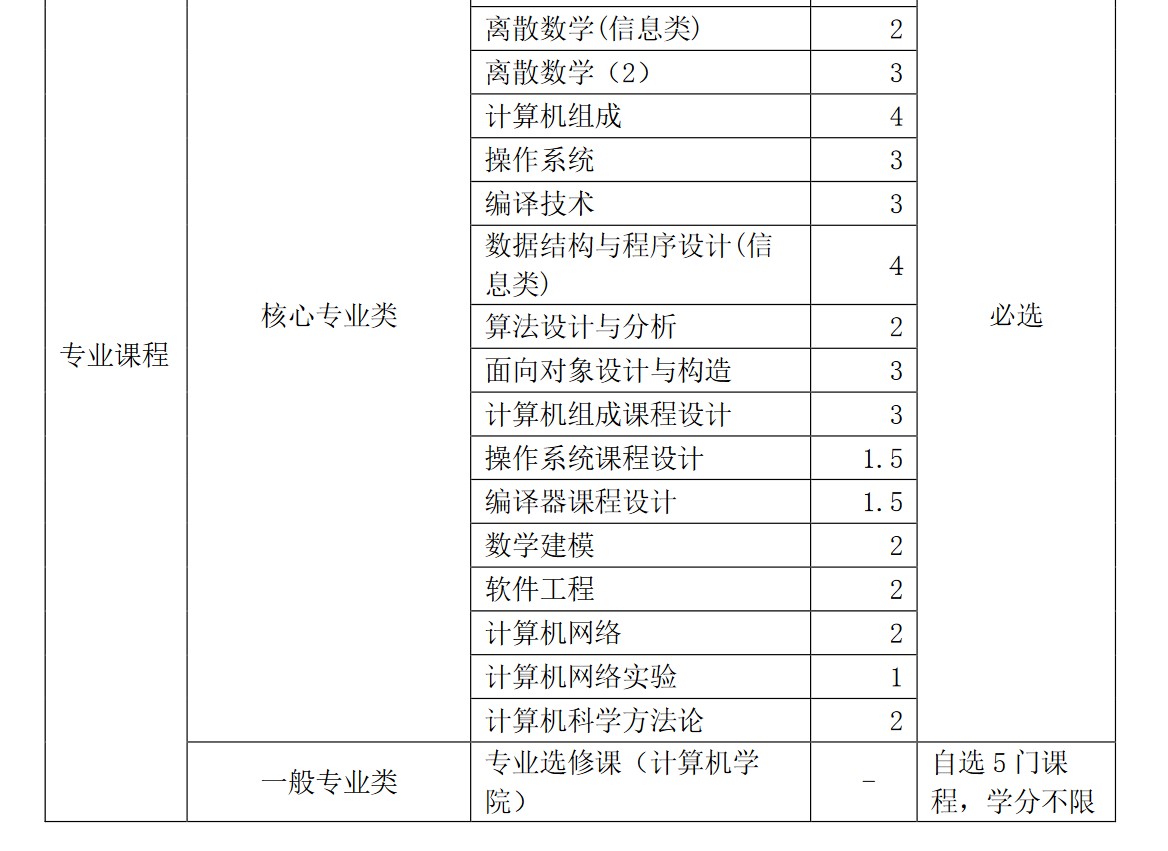 离散数学(信息类) 2
离散数学（2） 3
计算机组成 4
操作系统 3
编译技术 3
数据结构与程序设计(信
息类) 4
算法设计与分析 2
核心专业类 必选
专业课程
面向对象设计与构造 3
计算机组成课程设计 3
操作系统课程设计 1.5
编译器课程设计 1.5
数学建模 2
软件工程 2
计算机网络 2
计算机网络实验 1
计算机科学方法论 2
一般专业类
专业选修课（计算机学
院）
-
自选 5 门课
程，学分不限